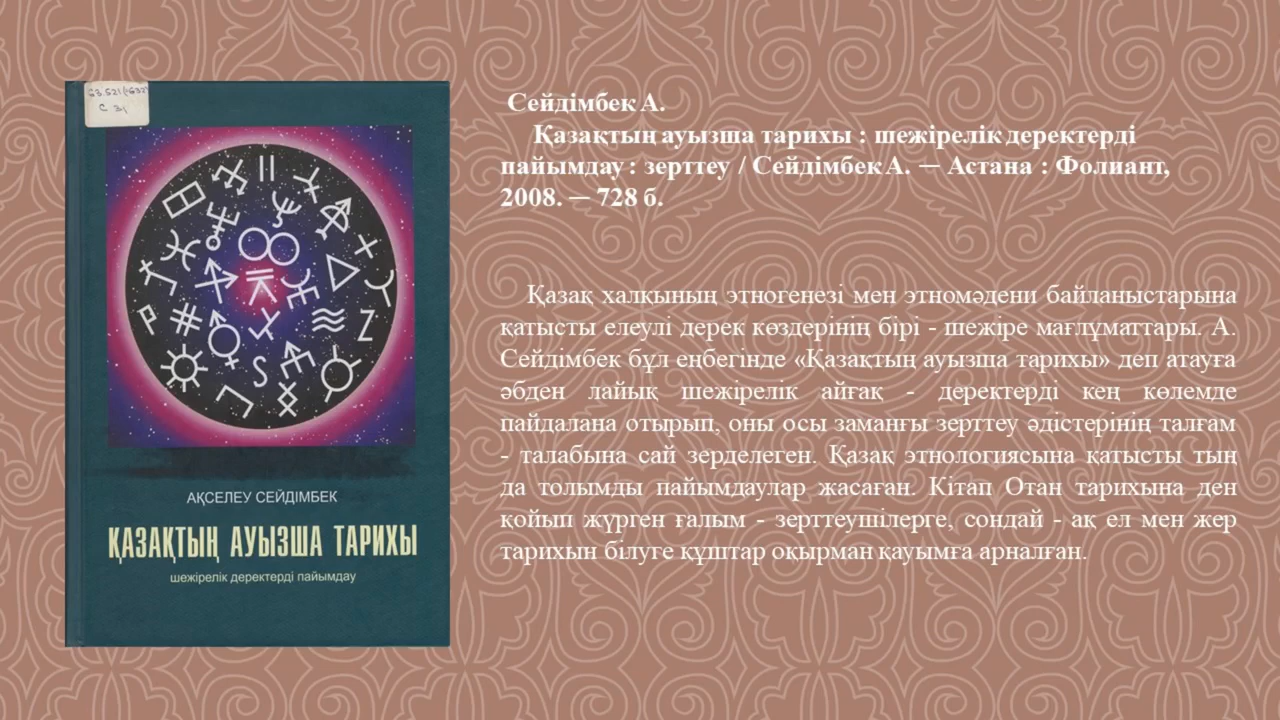 С 31
АҚСЕЛЕУ СЕЙДІМБЕК
ҚАЗАҚТЫҢ АУЫЗША ТАРИХЫ
шежірелік деректерді пайымдау
Сейдімбек А.
Қазақтың ауызша тарихы : шежірелік деректерді
пайымдау : зерттеу / Сейдімбек А. — Астана : Фолиант,
2008. — 728 б.
Қазақ халқының этногенезі мен этномәдени байланыстарына
қатысты елеулі дерек көздерінің бірі - шежіре мағлұматтары. А.
Сейдімбек бұл еңбегінде «Қазақтың ауызша тарихы» деп атауға
әбден лайық шежірелік айғақ - деректерді кең көлемде
пайдалана отырып, оны осы заманғы зерттеу әдістерінің талғам
- талабына сай зерделеген. Қазақ этнологиясына қатысты тың
да толымды пайымдаулар жасаған. Кітап Отан тарихына ден
қойып жүрген ғалым - зерттеушілерге, сондай - ақ ел мен жер
тарихын білуге құштар оқырман қауымға арналған.